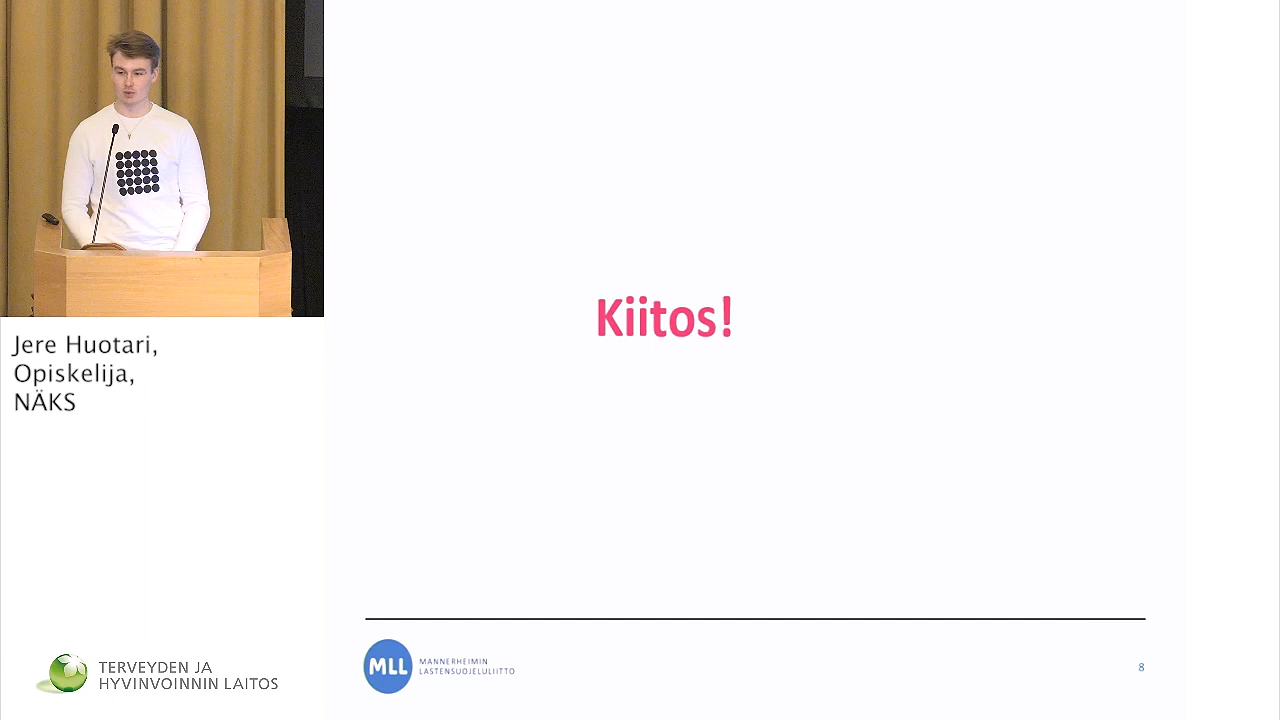 Jere Huotari,
Opiskelija,
NÄKS
TERVEYDEN JA
HYVINVOINNIN LAITOS
Kiitos!
MLL
MANNERHEIMIN
LASTENSUOJELULIITTO
8